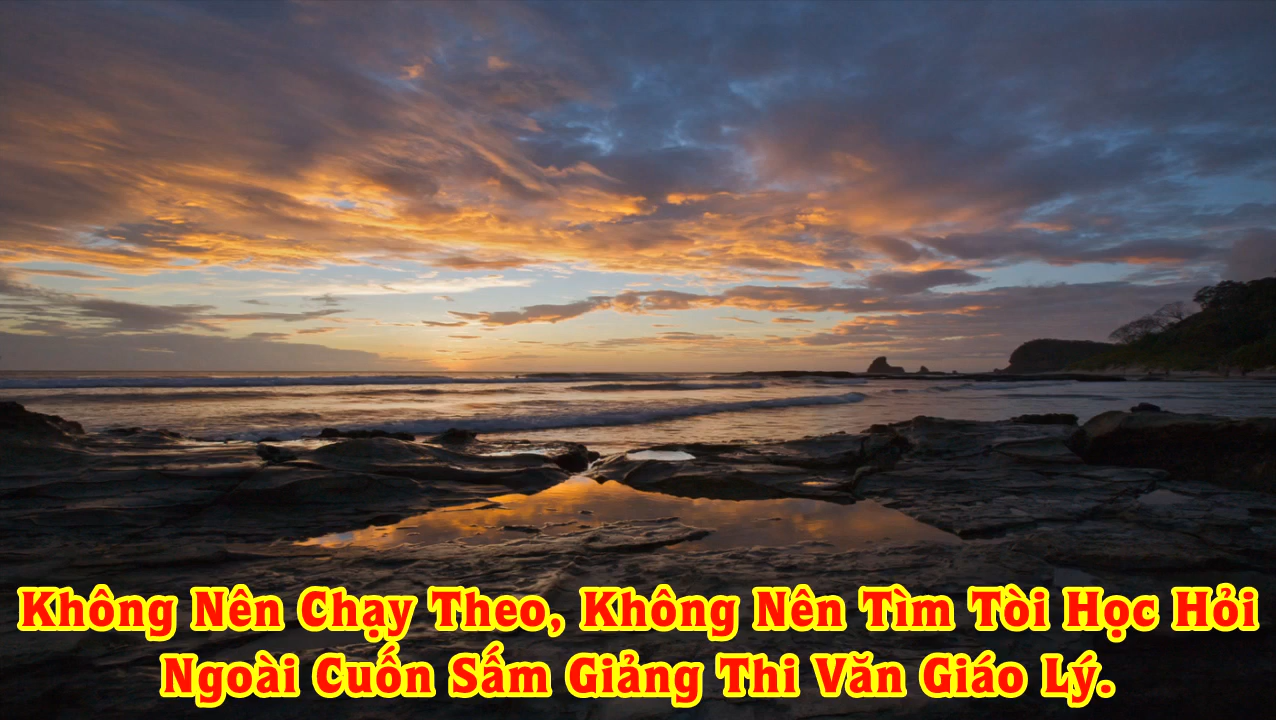 Không Nên Chạy Theo, Không Nên Tìm Tòi Học Hỏi
Ngoài Cuốn Sấm Giảng Thi Văn Giáo Lý.